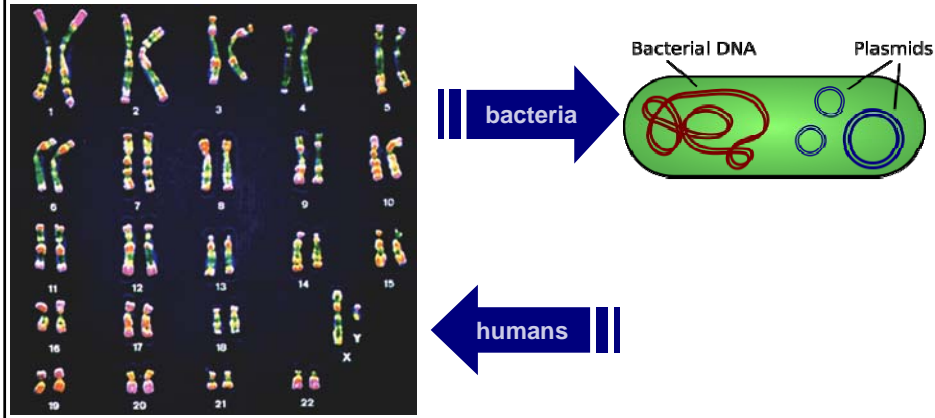 1 2 3 4 5
6 7 8 9 10
11 12 13 14 15
16 17 18 X Y
19 20 21 22
bacteria
Bacterial DNA Plasmids
humans